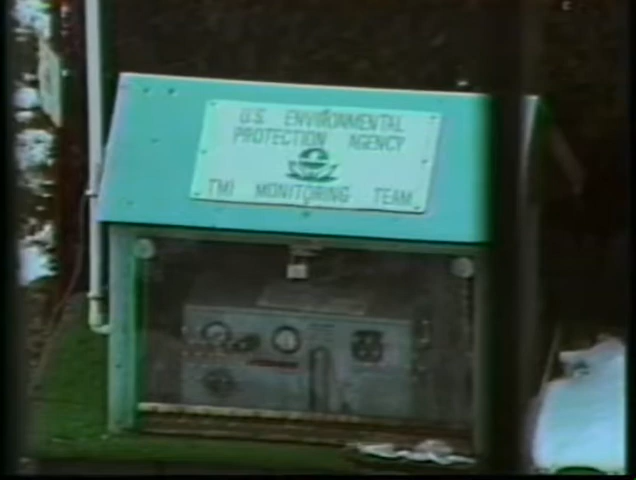 U.S. ENVIRONMENTAL
PROTECTION AGENCY
TMI MONITORING TEAM